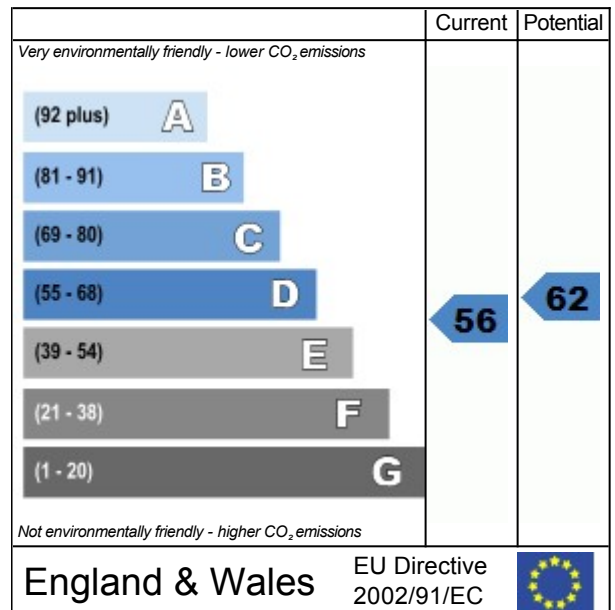 Current Potential
Very environmentally friendly - lower CO₂ emissions
(92 plus) A
(81 - 91) B
(69 - 80) C
(55 - 68) D
(39 - 54) E
(21 - 38) F
(1 - 20) G
56
62
Not environmentally friendly - higher CO₂ emissions
England & Wales
EU Directive
2002/91/EC